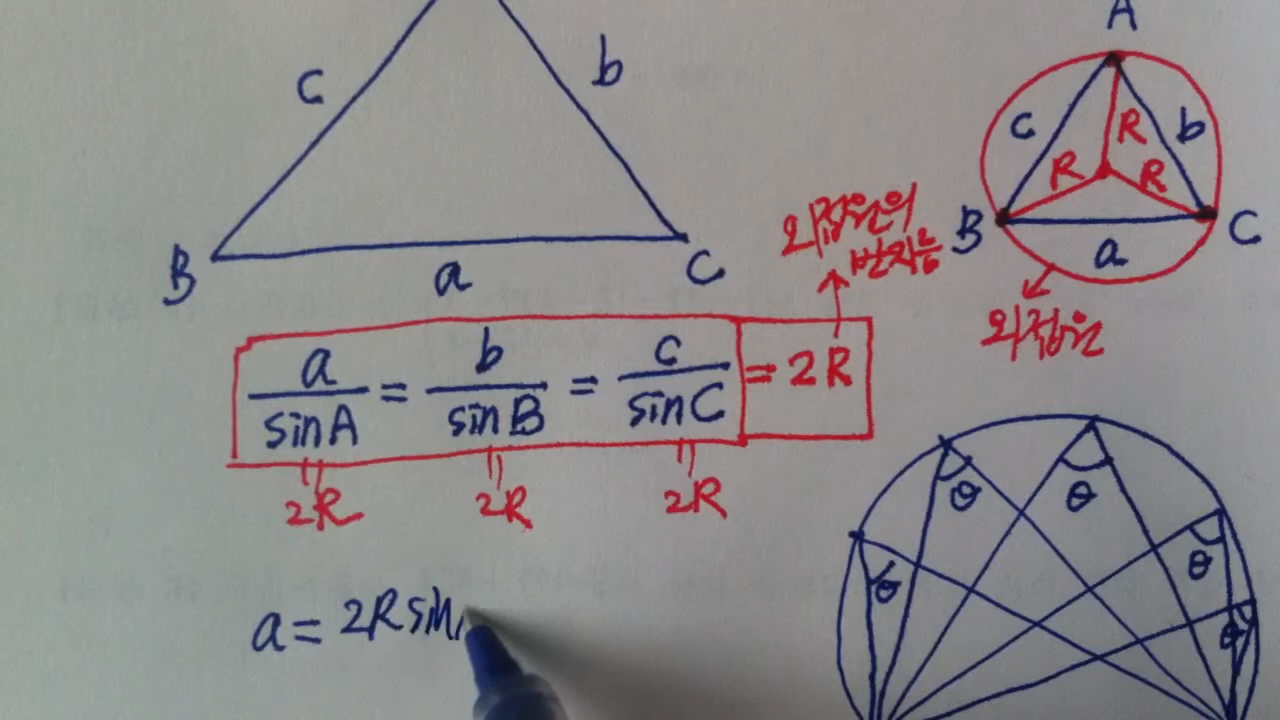 A
c
b
B
a
C
c
R
b
R
R
B
a
C
외접원의
반지름
외접원
a/sinA = b/sinB = c/sinC = 2R
2R 2R 2R
a = 2R sin
θ θ θ θ θ